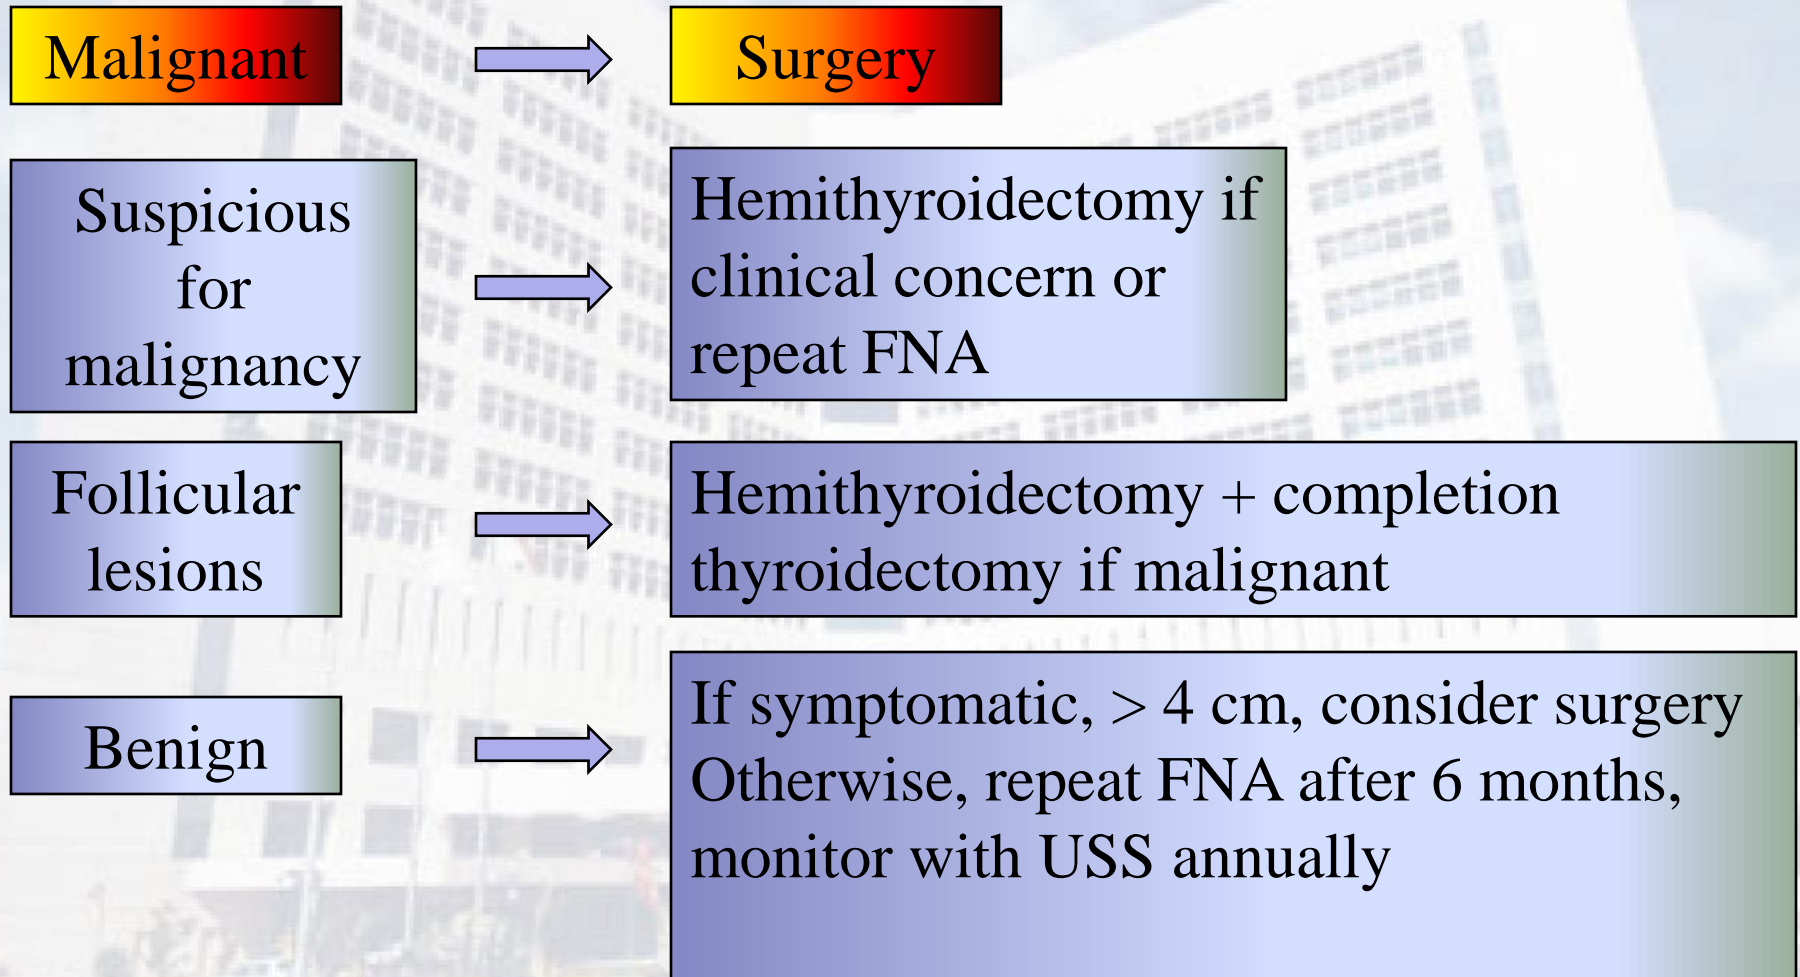 Malignant
Surgery
Suspicious
for
malignancy
Hemithyroidectomy if
clinical concern or
repeat FNA
Follicular
lesions
Hemithyroidectomy + completion
thyroidectomy if malignant
Benign
If symptomatic, > 4 cm, consider surgery
Otherwise, repeat FNA after 6 months,
monitor with USS annually